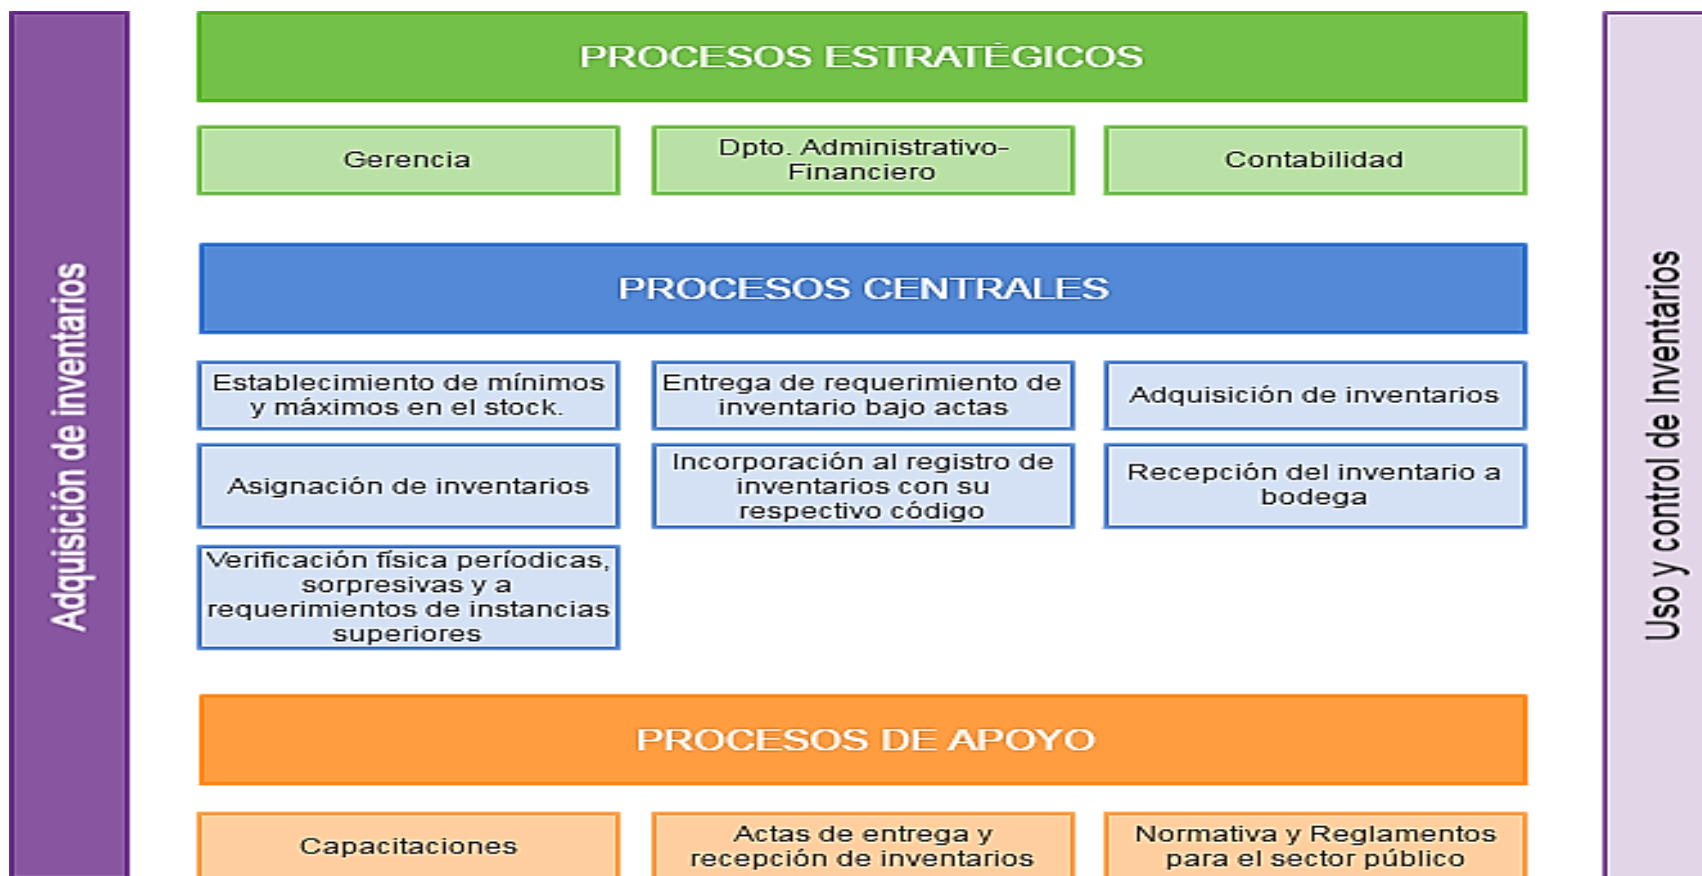 Adquisición de inventarios
PROCESOS ESTRATÉGICOS
Gerencia
Dpto. Administrativo-
Financiero
Contabilidad
PROCESOS CENTRALES
Establecimiento de mínimos
y máximos en el stock.
Entrega de requerimiento de
inventario bajo actas
Adquisición de inventarios
Asignación de inventarios
Incorporación al registro de
inventarios con su
respectivo código
Recepción del inventario a
bodega
Verificación física períodicas,
sorpresivas y a
requerimientos de instancias
superiores
PROCESOS DE APOYO
Capacitaciones
Actas de entrega y
recepción de inventarios
Normativa y Reglamentos
para el sector público
Uso y control de Inventarios